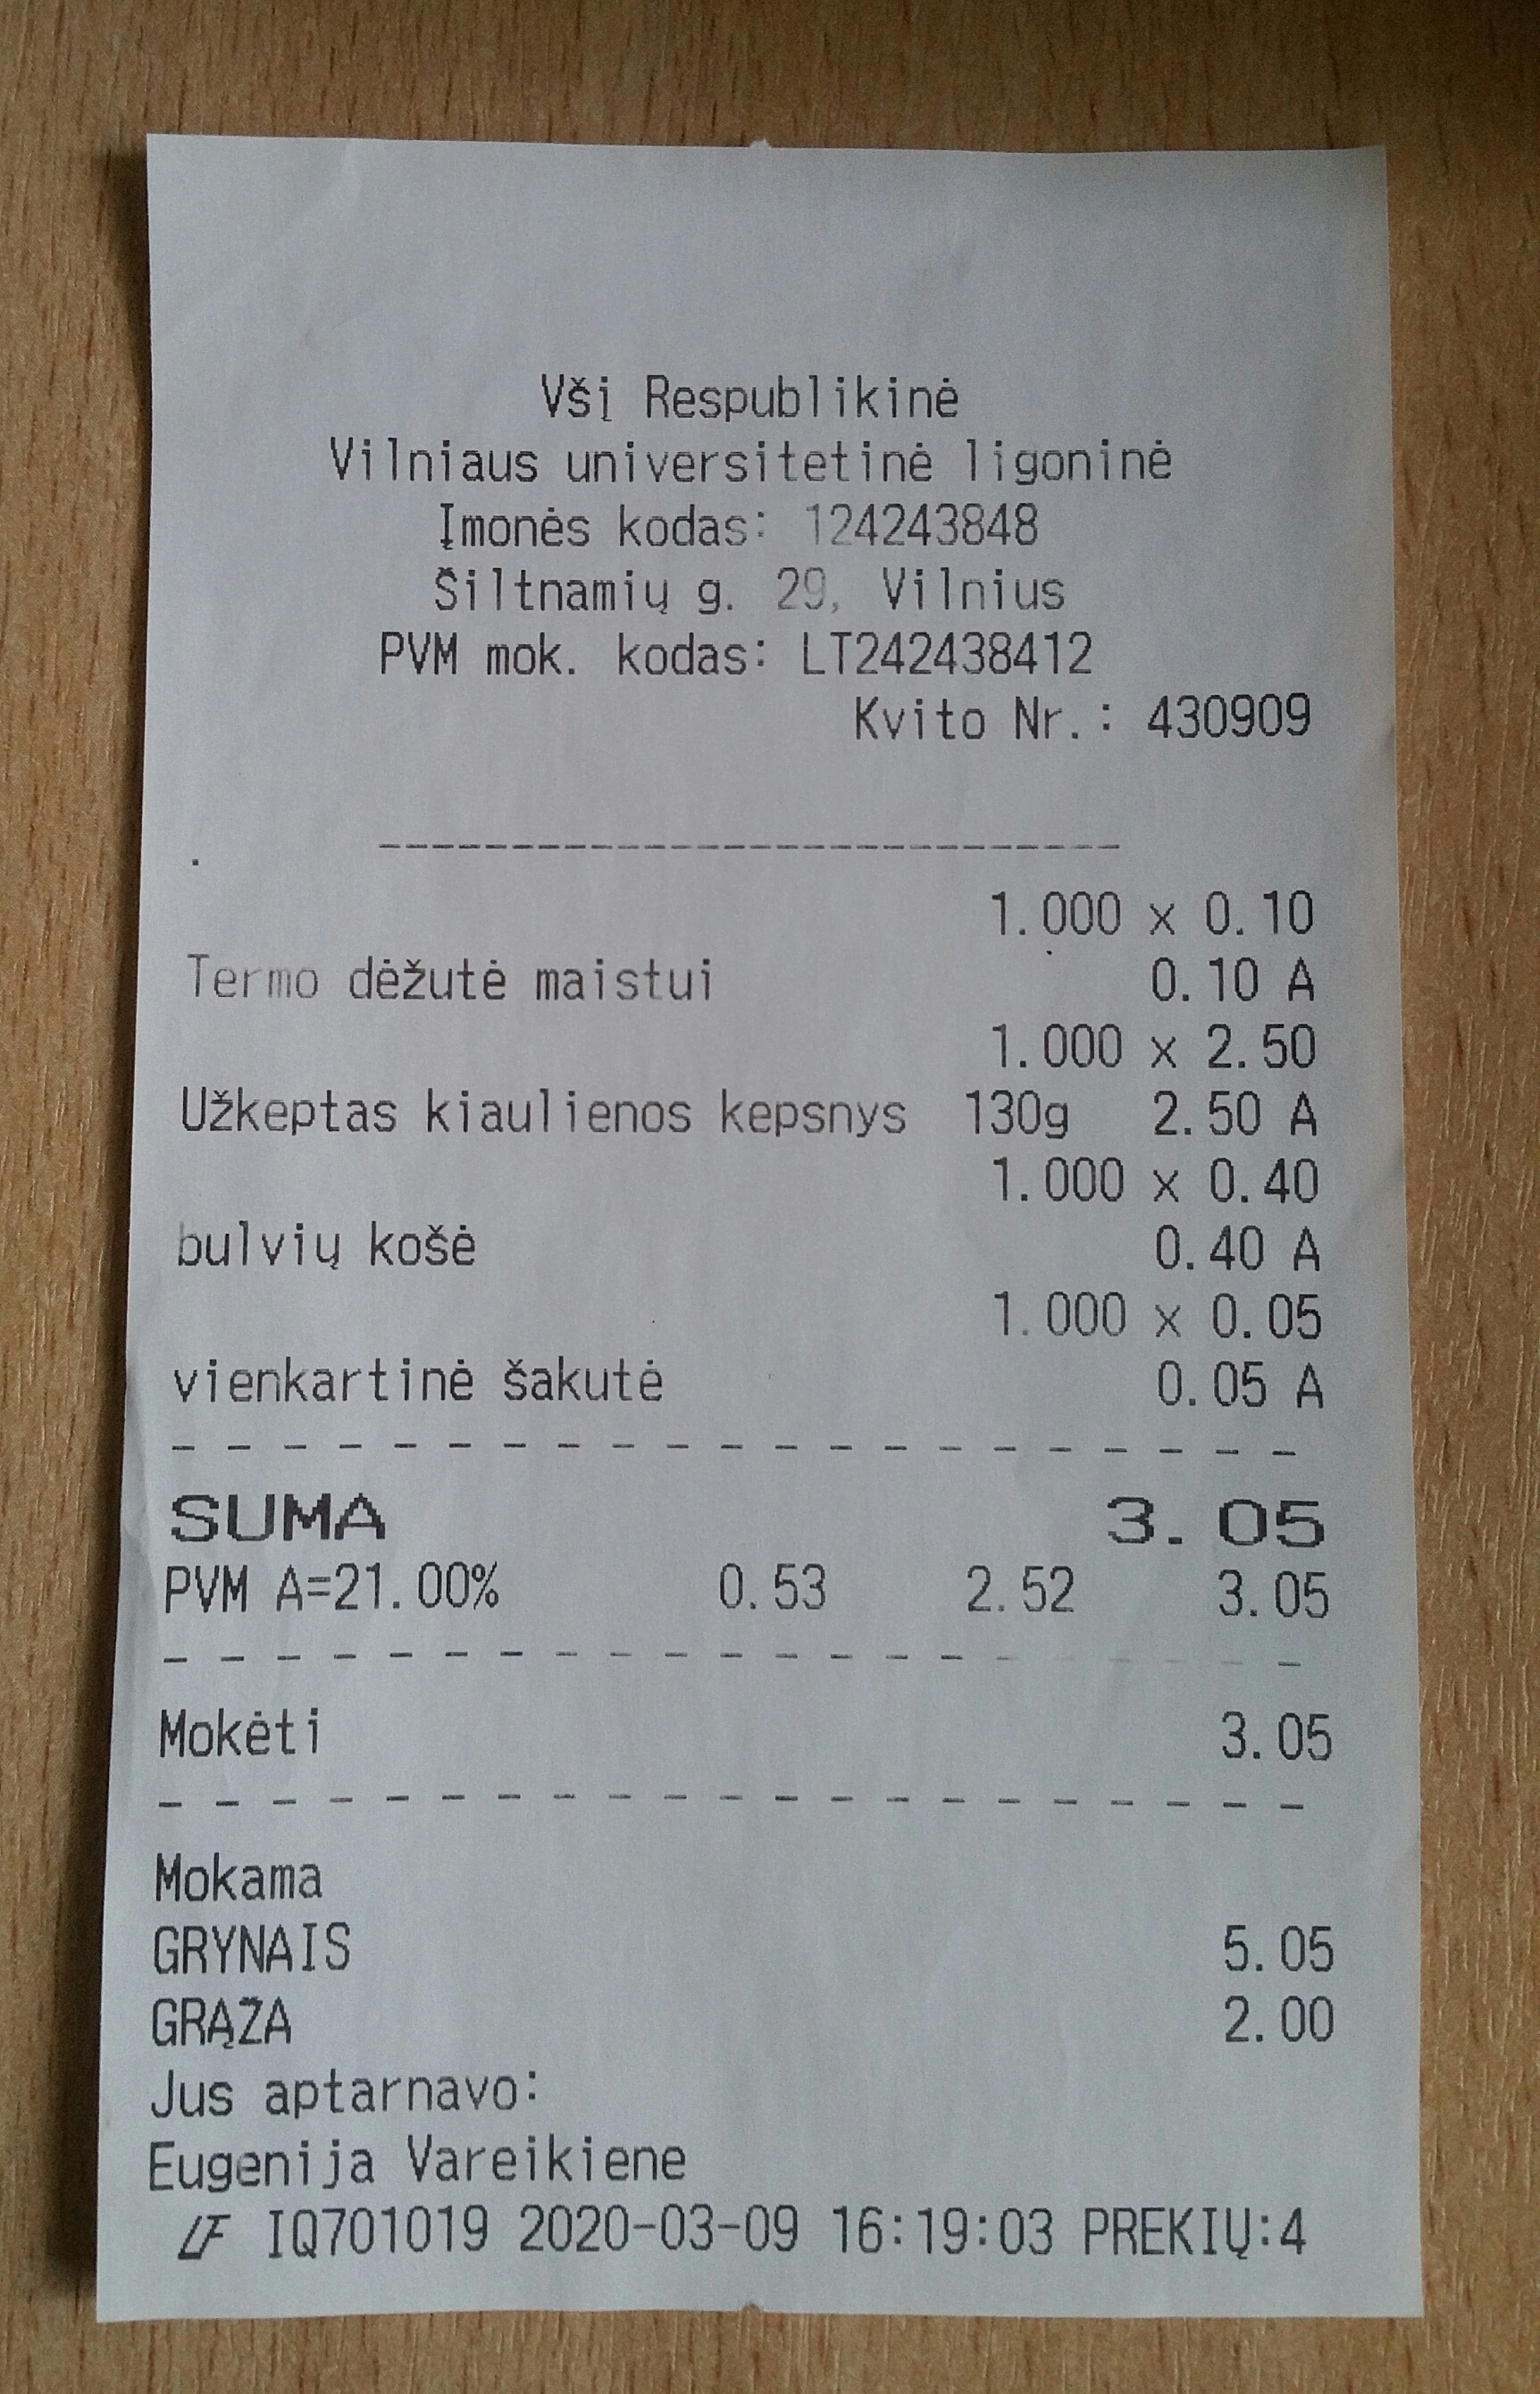 VšĮ Respublikinė
Vilniaus universitetinė ligoninė
Įmonės kodas: 124243848
Šiltnamių g. 29, Vilnius
PVM mok. kodas: LT242438412
Kvito Nr.: 430909
----------------------------
.
1.000 x 0.10
Termo dėžutė maistui 0.10 A
1.000 x 2.50
Užkeptas kiaulienos kepsnys 130g 2.50 A
1.000 x 0.40
bulvių košė 0.40 A
1.000 x 0.05
vienkartinė šakutė 0.05 A
- - - - - - - - - - - - - - - - - - - - -
SUMA 3.05
PVM A=21.00% 0.53 2.52 3.05
- - - - - - - - - - - - - - - - - - - - -
Mokėti 3.05
- - - - - - - - - - - - - - - - - - - - -
Mokama
GRYNAIS 5.05
GRĄŽA 2.00
Jus aptarnavo:
Eugenija Vareikiene
LF IQ701019 2020-03-09 16:19:03 PREKIŲ:4